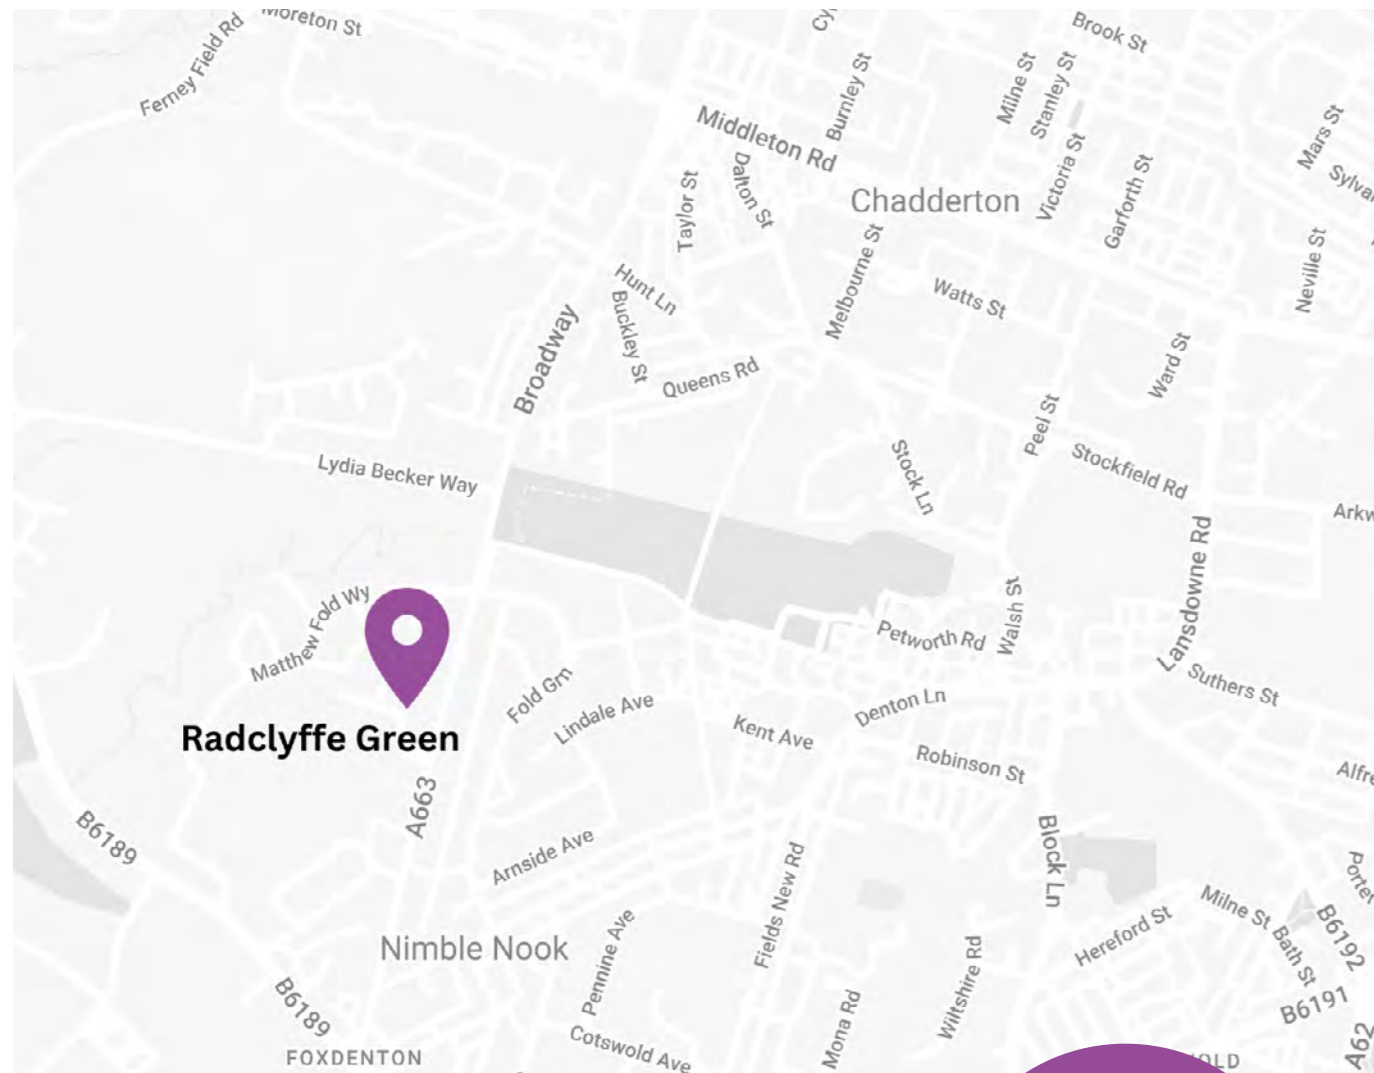 Moreton St
Ferney Field Rd
Brook St
Burnley St
Milne St
Stanley St
Middleton Rd
Mars St
Dalton St
Victoria St
Garforth St
Taylor St
Chadderton
Neville St
Hunt Ln
Melbourne St
Watts St
Buckley St
Broadway
Queens Rd
Ward St
Peel St
Stock Ln
Stockfield Rd
Lydia Becker Way
Lansdowne Rd
Matthew Fold Wy
Walsh St
Petworth Rd
Fold Grn
Lindale Ave
Suthers St
Denton Ln
Kent Ave
Radclyffe Green
Robinson St
A663
B6189
Arnside Ave
Block Ln
Fields New Rd
Milne St
Hereford St
Bath St
B6192
Nimble Nook
Pennine Ave
Wiltshire Rd
B6189
B6191
Mona Rd
Cotswold Ave
FOXDENTON
A62